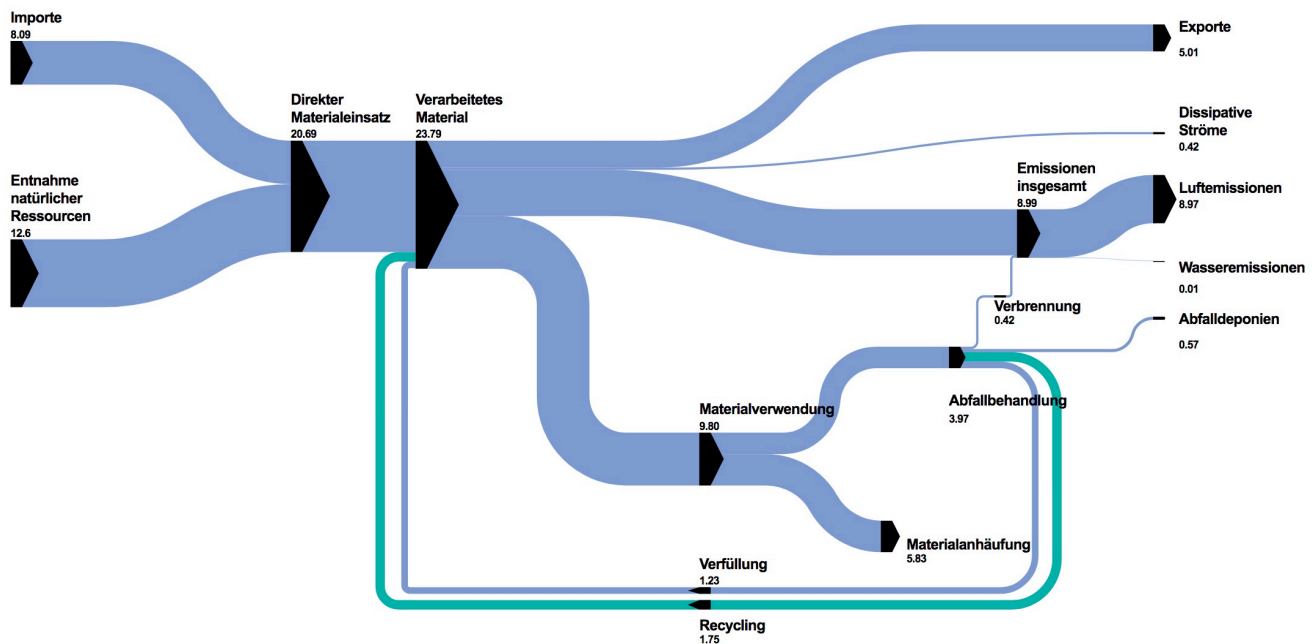 Importe
8.09
Entnahme
natürlicher
Ressourcen
12.6
Direkter
Materialeinsatz
20.69
Verarbeitetes
Material
23.79
Exporte
5.01
Dissipative
Ströme
0.42
Emissionen
insgesamt
8.99
Luftemissionen
8.97
Wasseremissionen
0.01
Verbrennung
0.42
Abfalldeponien
0.57
Abfallbehandlung
3.97
Materialverwendung
9.80
Materialanhäufung
5.83
Verfüllung
1.23
Recycling
1.75